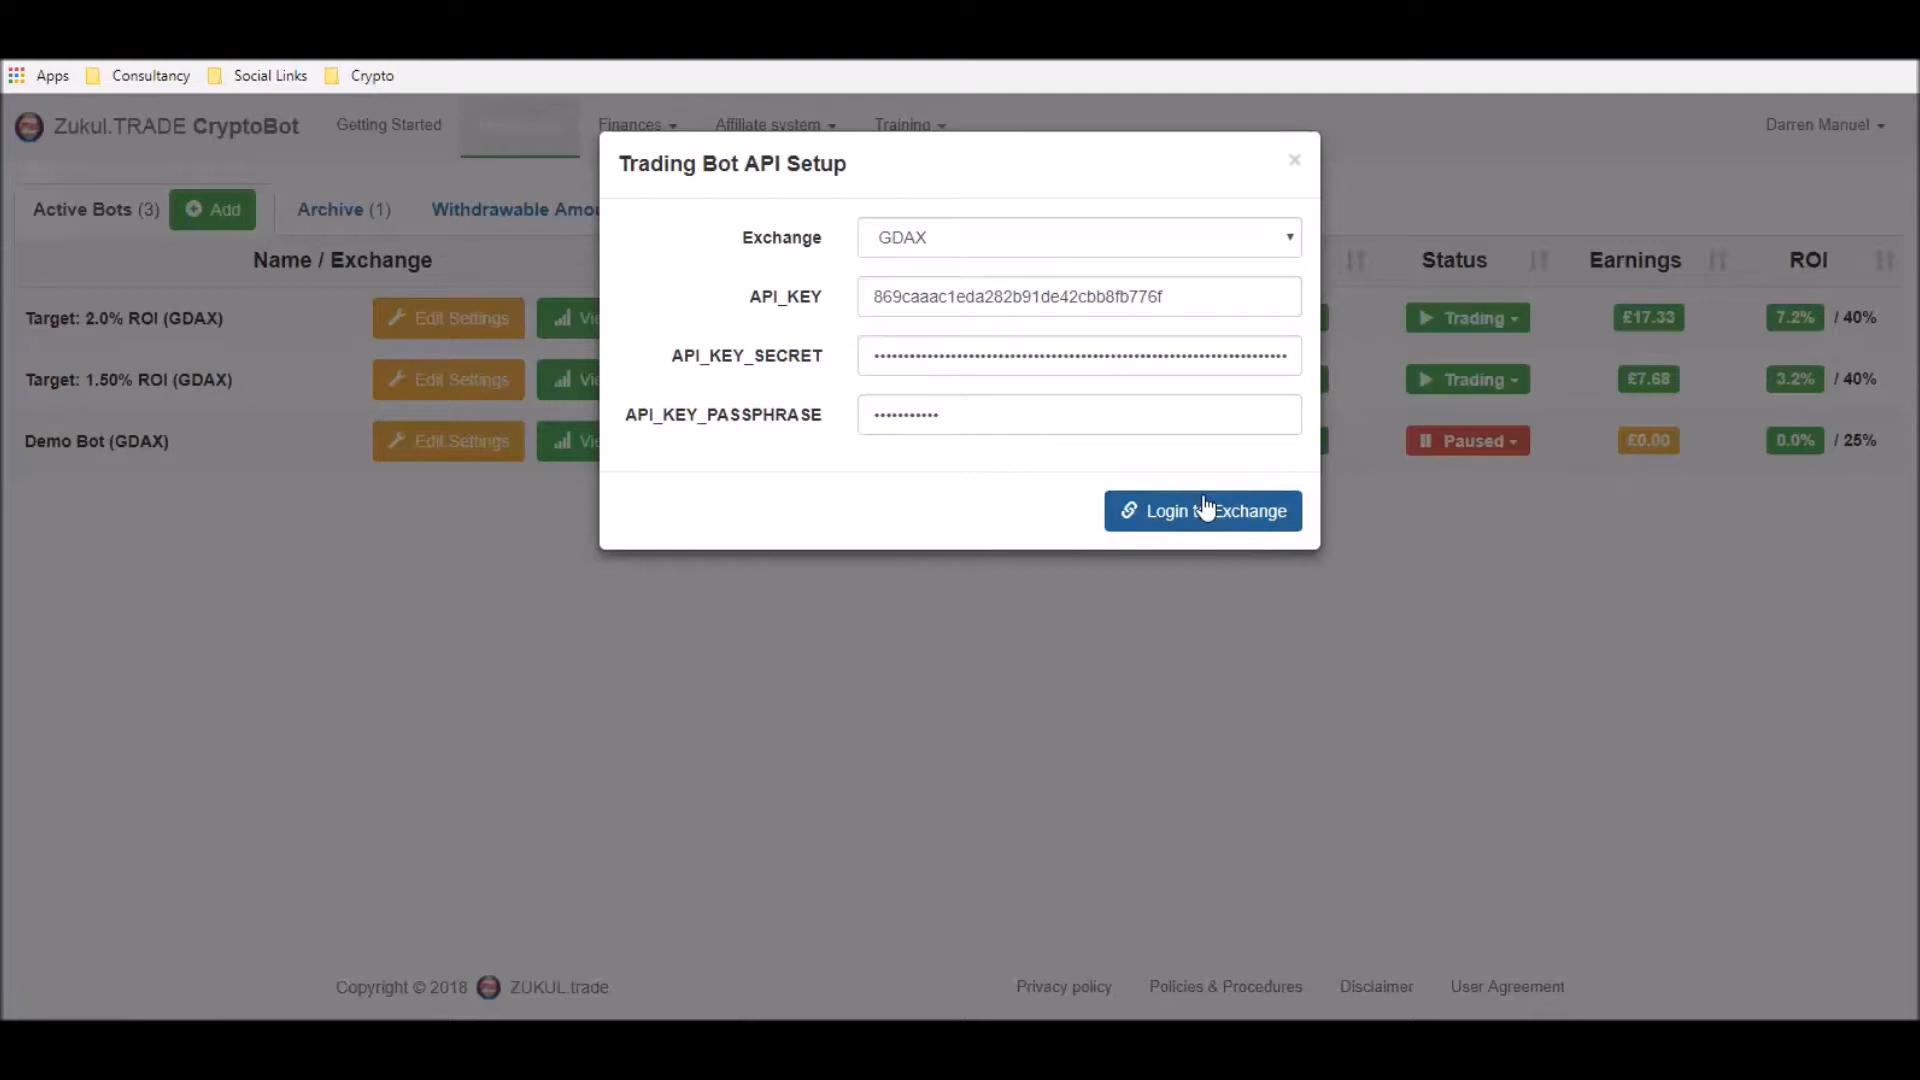 Apps Consultancy Social Links Crypto
Zukul.TRADE CryptoBot Getting Started Finances Affiliate system Training Darren Manuel
Trading Bot API Setup ×
Active Bots (3) Add Archive (1) Withdrawable Amou
Exchange GDAX
Name / Exchange Status Earnings ROI
API_KEY 869caaac1eda282b91de42cbb8fb776f
Target: 2.0% ROI (GDAX) Edit Settings Vie Trading £17.33 7.2% / 40%
API_KEY_SECRET
Target: 1.50% ROI (GDAX) Edit Settings Vie Trading £7.68 3.2% / 40%
API_KEY_PASSPHRASE
Demo Bot (GDAX) Edit Settings Vie Paused £0.00 0.0% / 25%
Login t Exchange
Copyright © 2018 ZUKUL.trade Privacy policy Policies & Procedures Disclaimer User Agreement